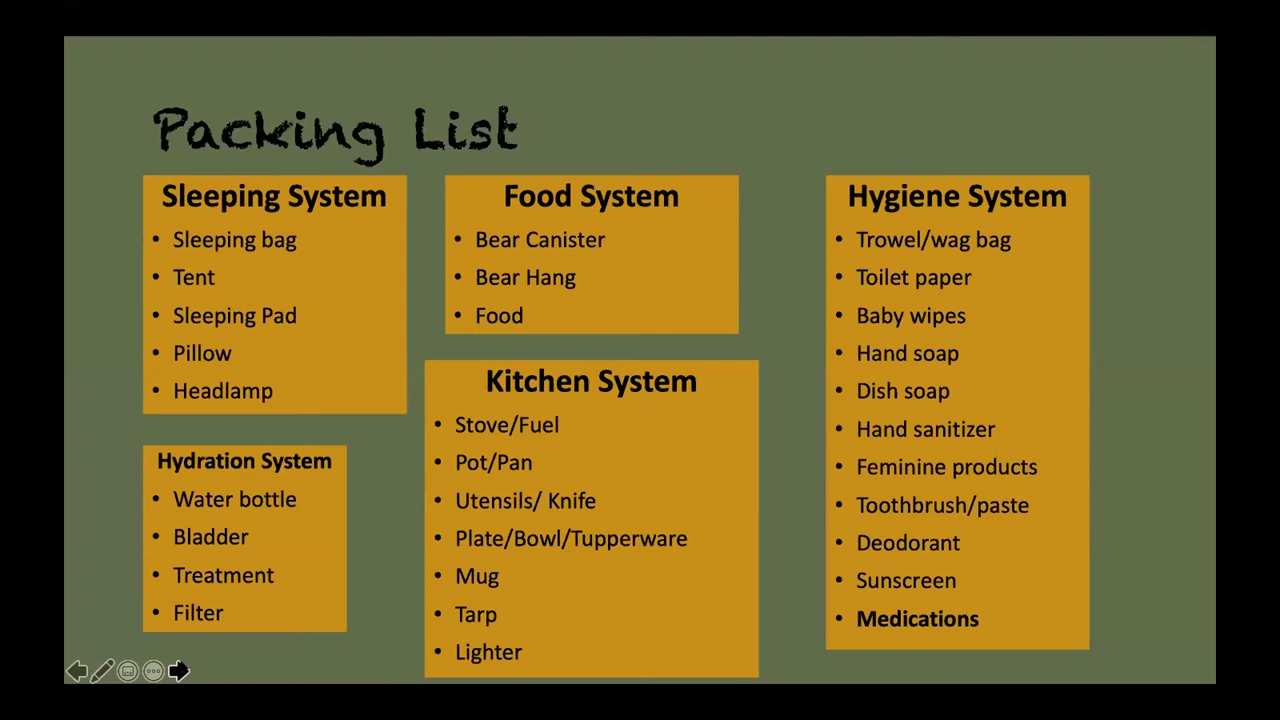 Packing List
Sleeping System
• Sleeping bag
• Tent
• Sleeping Pad
• Pillow
• Headlamp
Hydration System
• Water bottle
• Bladder
• Treatment
• Filter
Food System
• Bear Canister
• Bear Hang
• Food
Kitchen System
• Stove/Fuel
• Pot/Pan
• Utensils/ Knife
• Plate/Bowl/Tupperware
• Mug
• Tarp
• Lighter
Hygiene System
• Trowel/wag bag
• Toilet paper
• Baby wipes
• Hand soap
• Dish soap
• Hand sanitizer
• Feminine products
• Toothbrush/paste
• Deodorant
• Sunscreen
• Medications